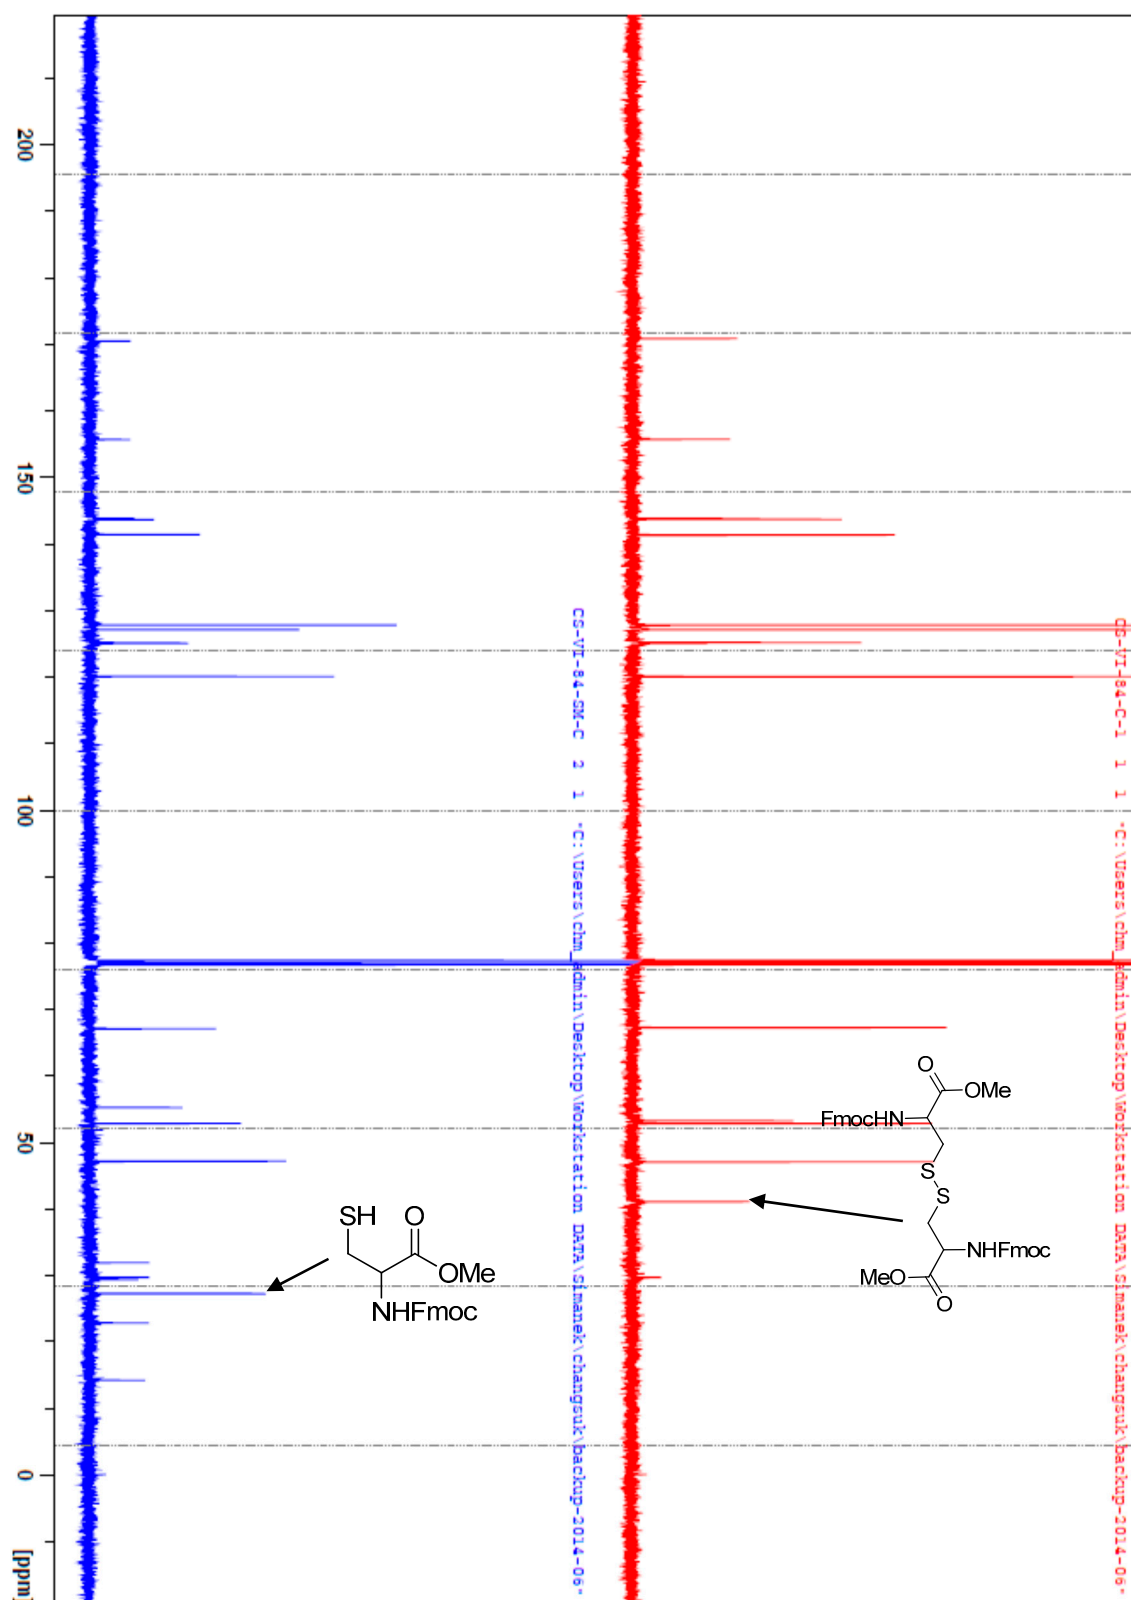 CS-VI-84-C-1 1 1 "C:\Users\chm_admin\Desktop\Workstation DATA\Simanek\changsuk\backup-2014-06"
CS-VI-84-SM-C 2 1 "C:\Users\chm_admin\Desktop\Workstation DATA\Simanek\changsuk\backup-2014-06"
O
OMe
FmocHN
S
S
NHFmoc
MeO
O
SH
O
OMe
NHFmoc
200
150
100
50
0
[ppm]